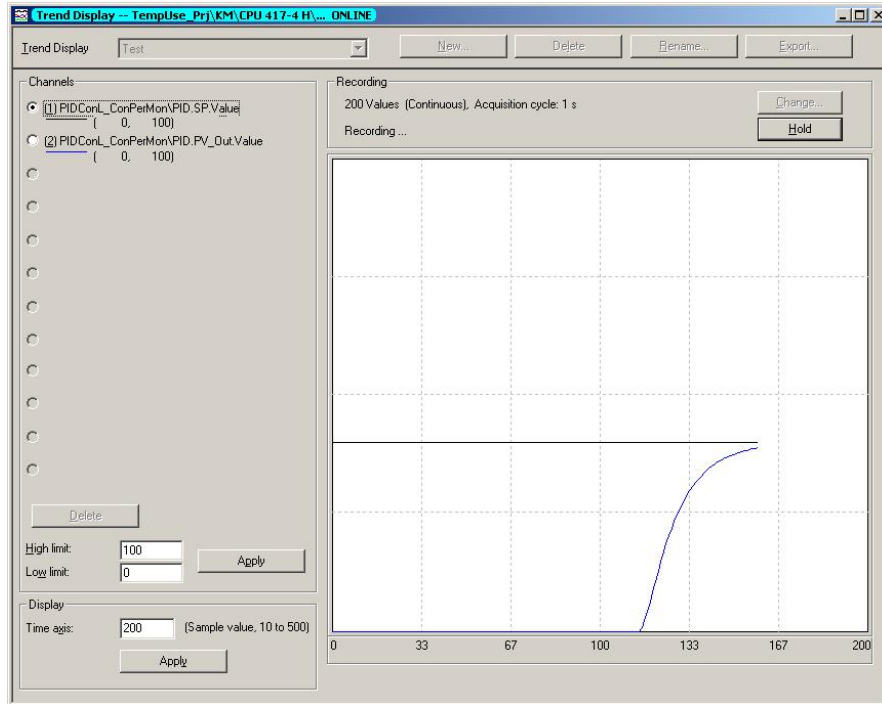 Trend Display -- TempUse_Prj\KM\CPU 417-4 H\... ONLINE
Trend Display Test New... Delete Rename... Export...
Channels
(1) PIDConL_ConPerMon\PID.SP.Value
( 0, 100)
(2) PIDConL_ConPerMon\PID.PV_Out.Value
( 0, 100)
Delete
High limit: 100
Low limit: 0
Apply
Display
Time axis: 200 (Sample value, 10 to 500)
Apply
Recording
200 Values (Continuous), Acquisition cycle: 1 s
Change...
Recording ...
Hold
0 33 67 100 133 167 200